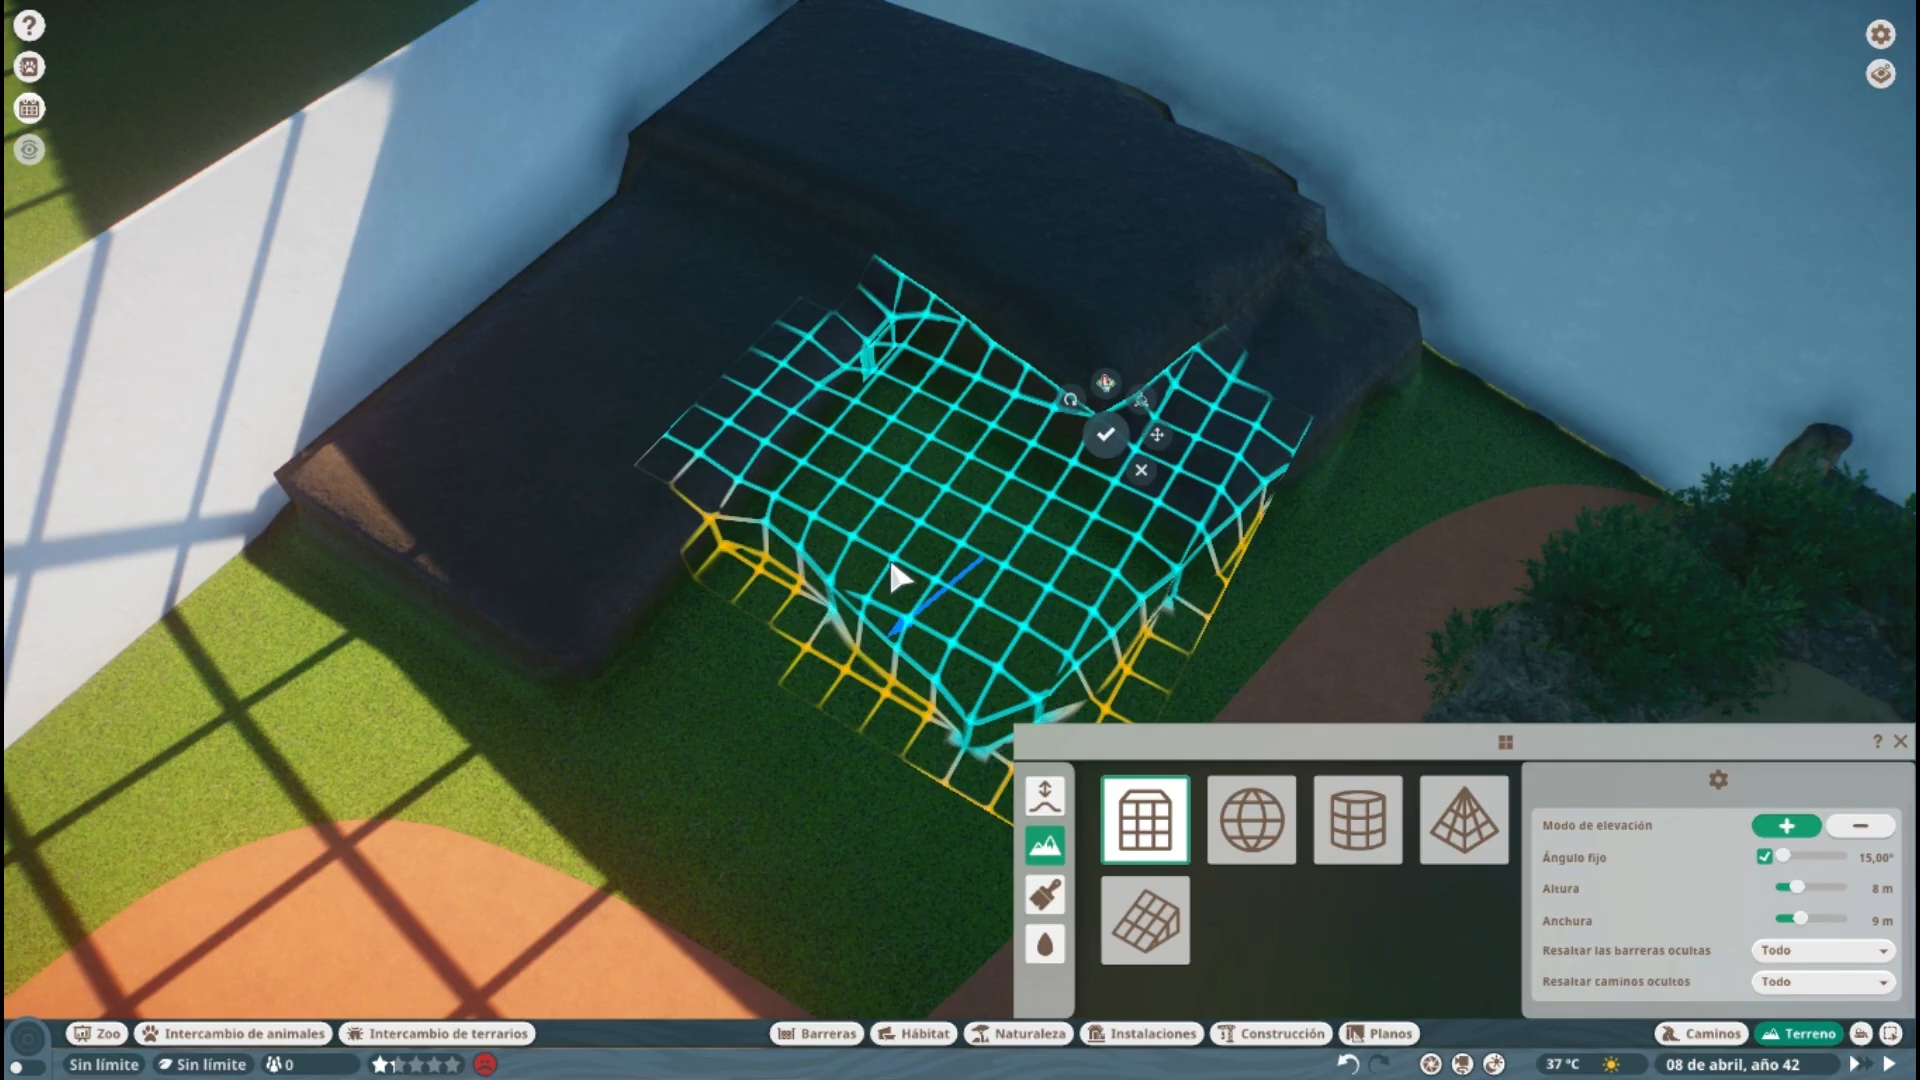 Modo de elevación
Ángulo fijo 15,00°
Altura 8 m
Anchura 9 m
Resaltar las barreras ocultas Todo
Resaltar caminos ocultos Todo
Zoo Intercambio de animales Intercambio de terrarios Barreras Hábitat Naturaleza Instalaciones Construcción Planos Caminos Terreno
Sin límite Sin límite 0 37 °C 08 de abril, año 42